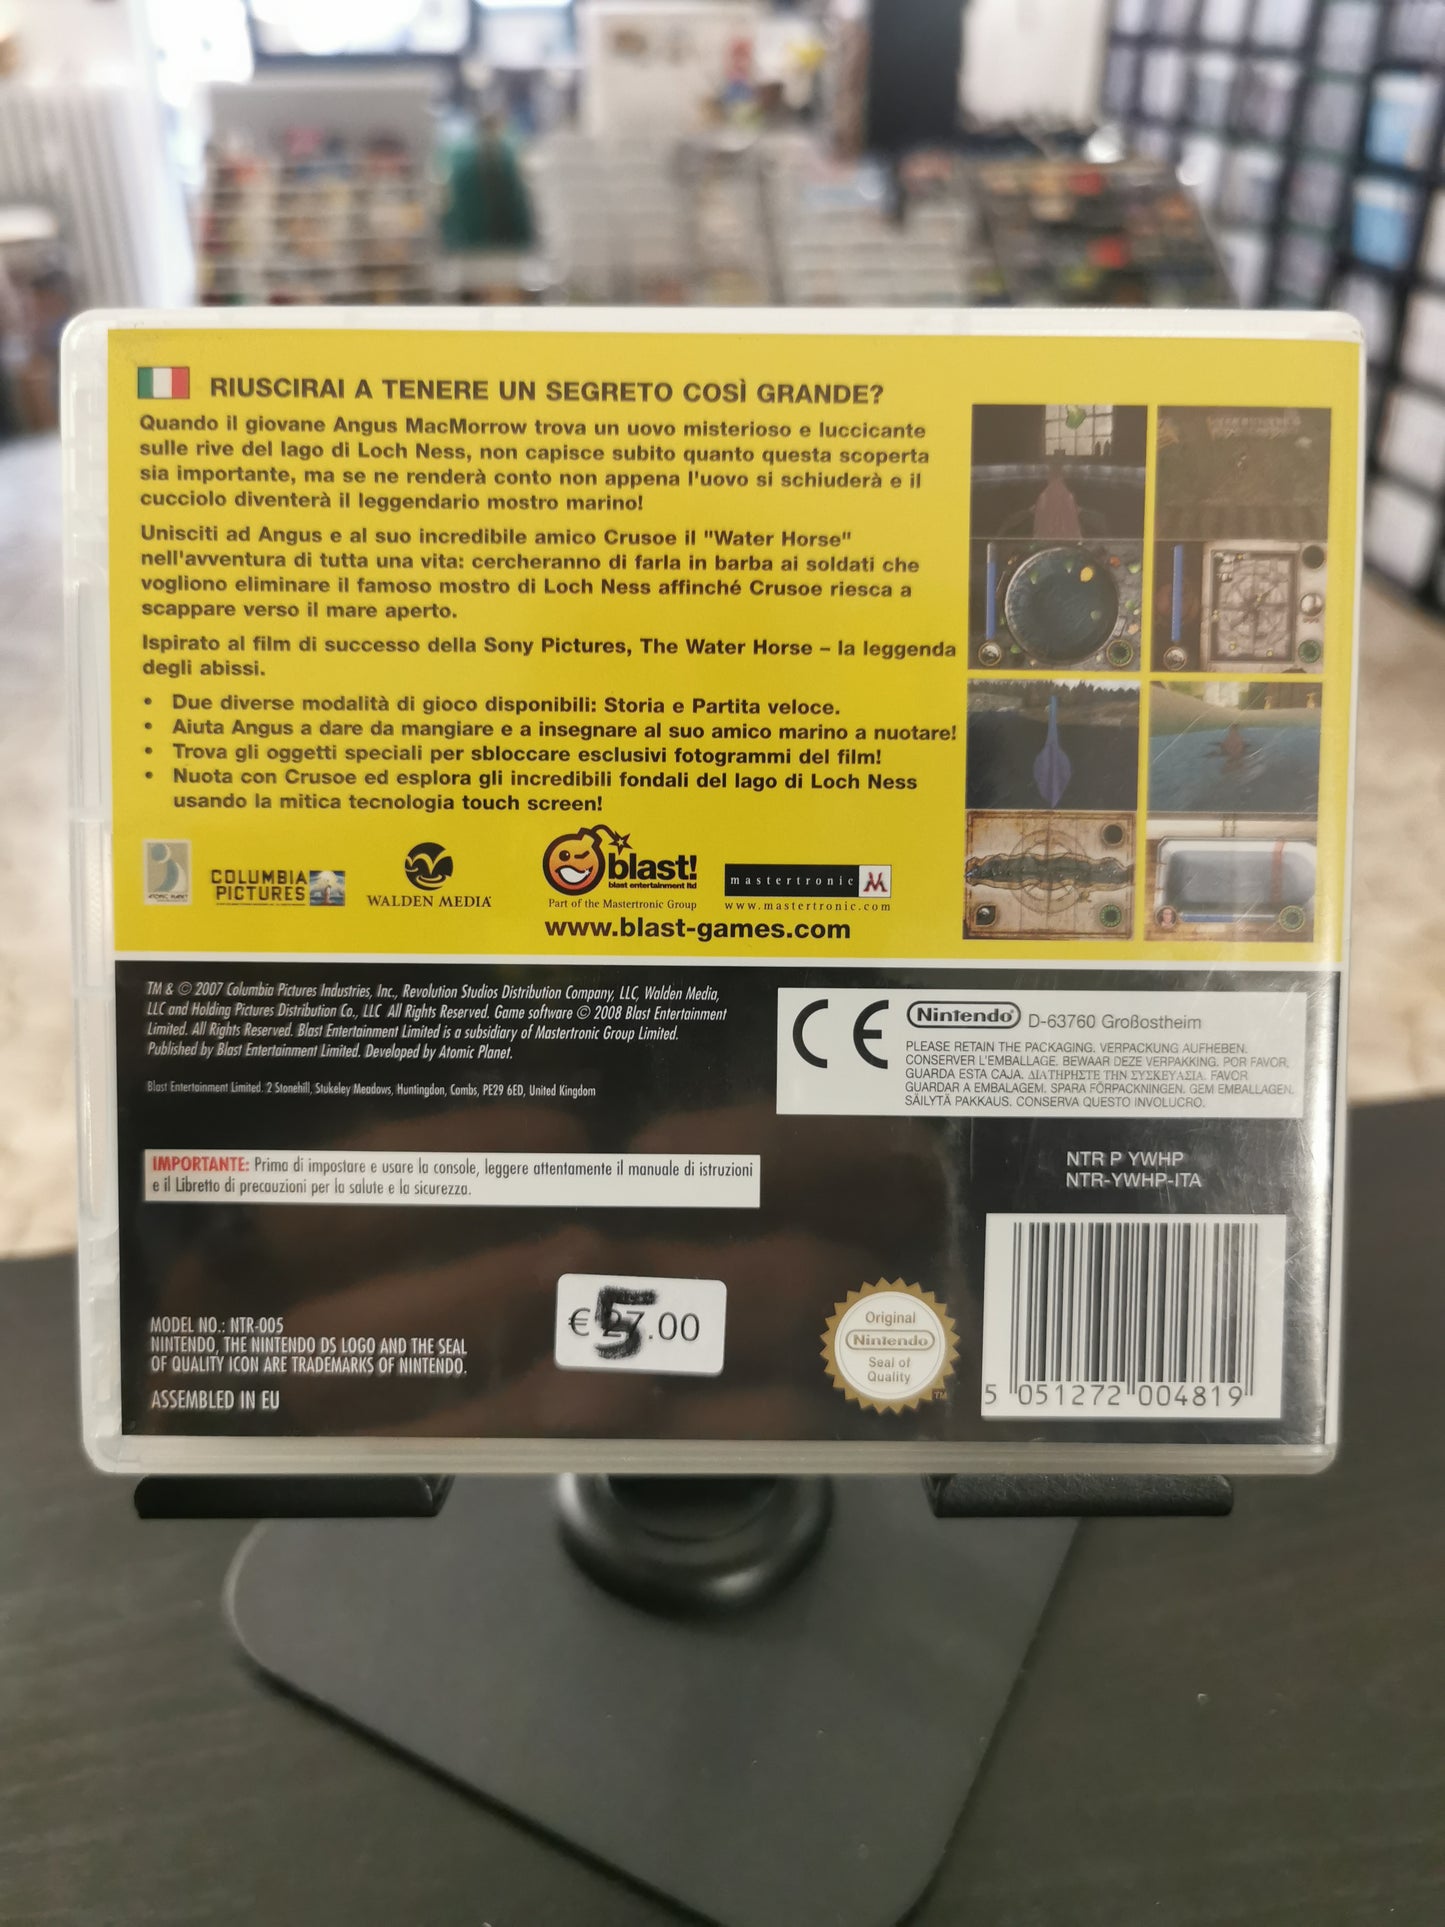 RIUSCIRAI A TENERE UN SEGRETO COSÌ GRANDE?
Quando il giovane Angus MacMorrow trova un uovo misterioso e luccicante
sulle rive del lago di Loch Ness, non capisce subito quanto questa scoperta
sia importante, ma se ne renderà conto non appena l'uovo si schiuderà e il
cucciolo diventerà il leggendario mostro marino!
Unisciti ad Angus e al suo incredibile amico Crusoe il "Water Horse"
nell'avventura di tutta una vita: cercheranno di farla in barba ai soldati che
vogliono eliminare il famoso mostro di Loch Ness affinché Crusoe riesca a
scappare verso il mare aperto.
Ispirato al film di successo della Sony Pictures, The Water Horse – la leggenda
degli abissi.
• Due diverse modalità di gioco disponibili: Storia e Partita veloce.
• Aiuta Angus a dare da mangiare e a insegnare al suo amico marino a nuotare!
• Trova gli oggetti speciali per sbloccare esclusivi fotogrammi del film!
• Nuota con Crusoe ed esplora gli incredibili fondali del lago di Loch Ness
usando la mitica tecnologia touch screen!
ATOMIC PLANET
COLUMBIA
PICTURES
WALDEN MEDIA
blast!
blast entertainment ltd
Part of the Mastertronic Group
mastertronic
www.mastertronic.com
www.blast-games.com
TM & © 2007 Columbia Pictures Industries, Inc., Revolution Studios Distribution Company, LLC, Walden Media,
LLC and Holding Pictures Distribution Co., LLC All Rights Reserved. Game software © 2008 Blast Entertainment
Limited. All Rights Reserved. Blast Entertainment Limited is a subsidiary of Mastertronic Group Limited.
Published by Blast Entertainment Limited. Developed by Atomic Planet.
Blast Entertainment Limited. 2 Stonehill, Stukeley Meadows, Huntingdon, Cambs, PE29 6ED, United Kingdom
CE
Nintendo® D-63760 Großostheim
PLEASE RETAIN THE PACKAGING. VERPACKUNG AUFHEBEN.
CONSERVER L'EMBALLAGE. BEWAAR DEZE VERPAKKING. POR FAVOR,
GUARDA ESTA CAJA. ΔΙΑΤΗΡΗΣΤΕ ΤΗΝ ΣΥΣΚΕΥΑΣΙΑ. FAVOR
GUARDAR A EMBALAGEM. SPARA FÖRPACKNINGEN. GEM EMBALLAGEN.
SÄILYTÄ PAKKAUS. CONSERVA QUESTO INVOLUCRO.
IMPORTANTE: Prima di impostare e usare la console, leggere attentamente il manuale di istruzioni
e il Libretto di precauzioni per la salute e la sicurezza.
NTR P YWHP
NTR-YWHP-ITA
MODEL NO.: NTR-005
NINTENDO, THE NINTENDO DS LOGO AND THE SEAL
OF QUALITY ICON ARE TRADEMARKS OF NINTENDO.
ASSEMBLED IN EU
€ 5.00
Original
Nintendo
Seal of
Quality
TM
5 051272 004819